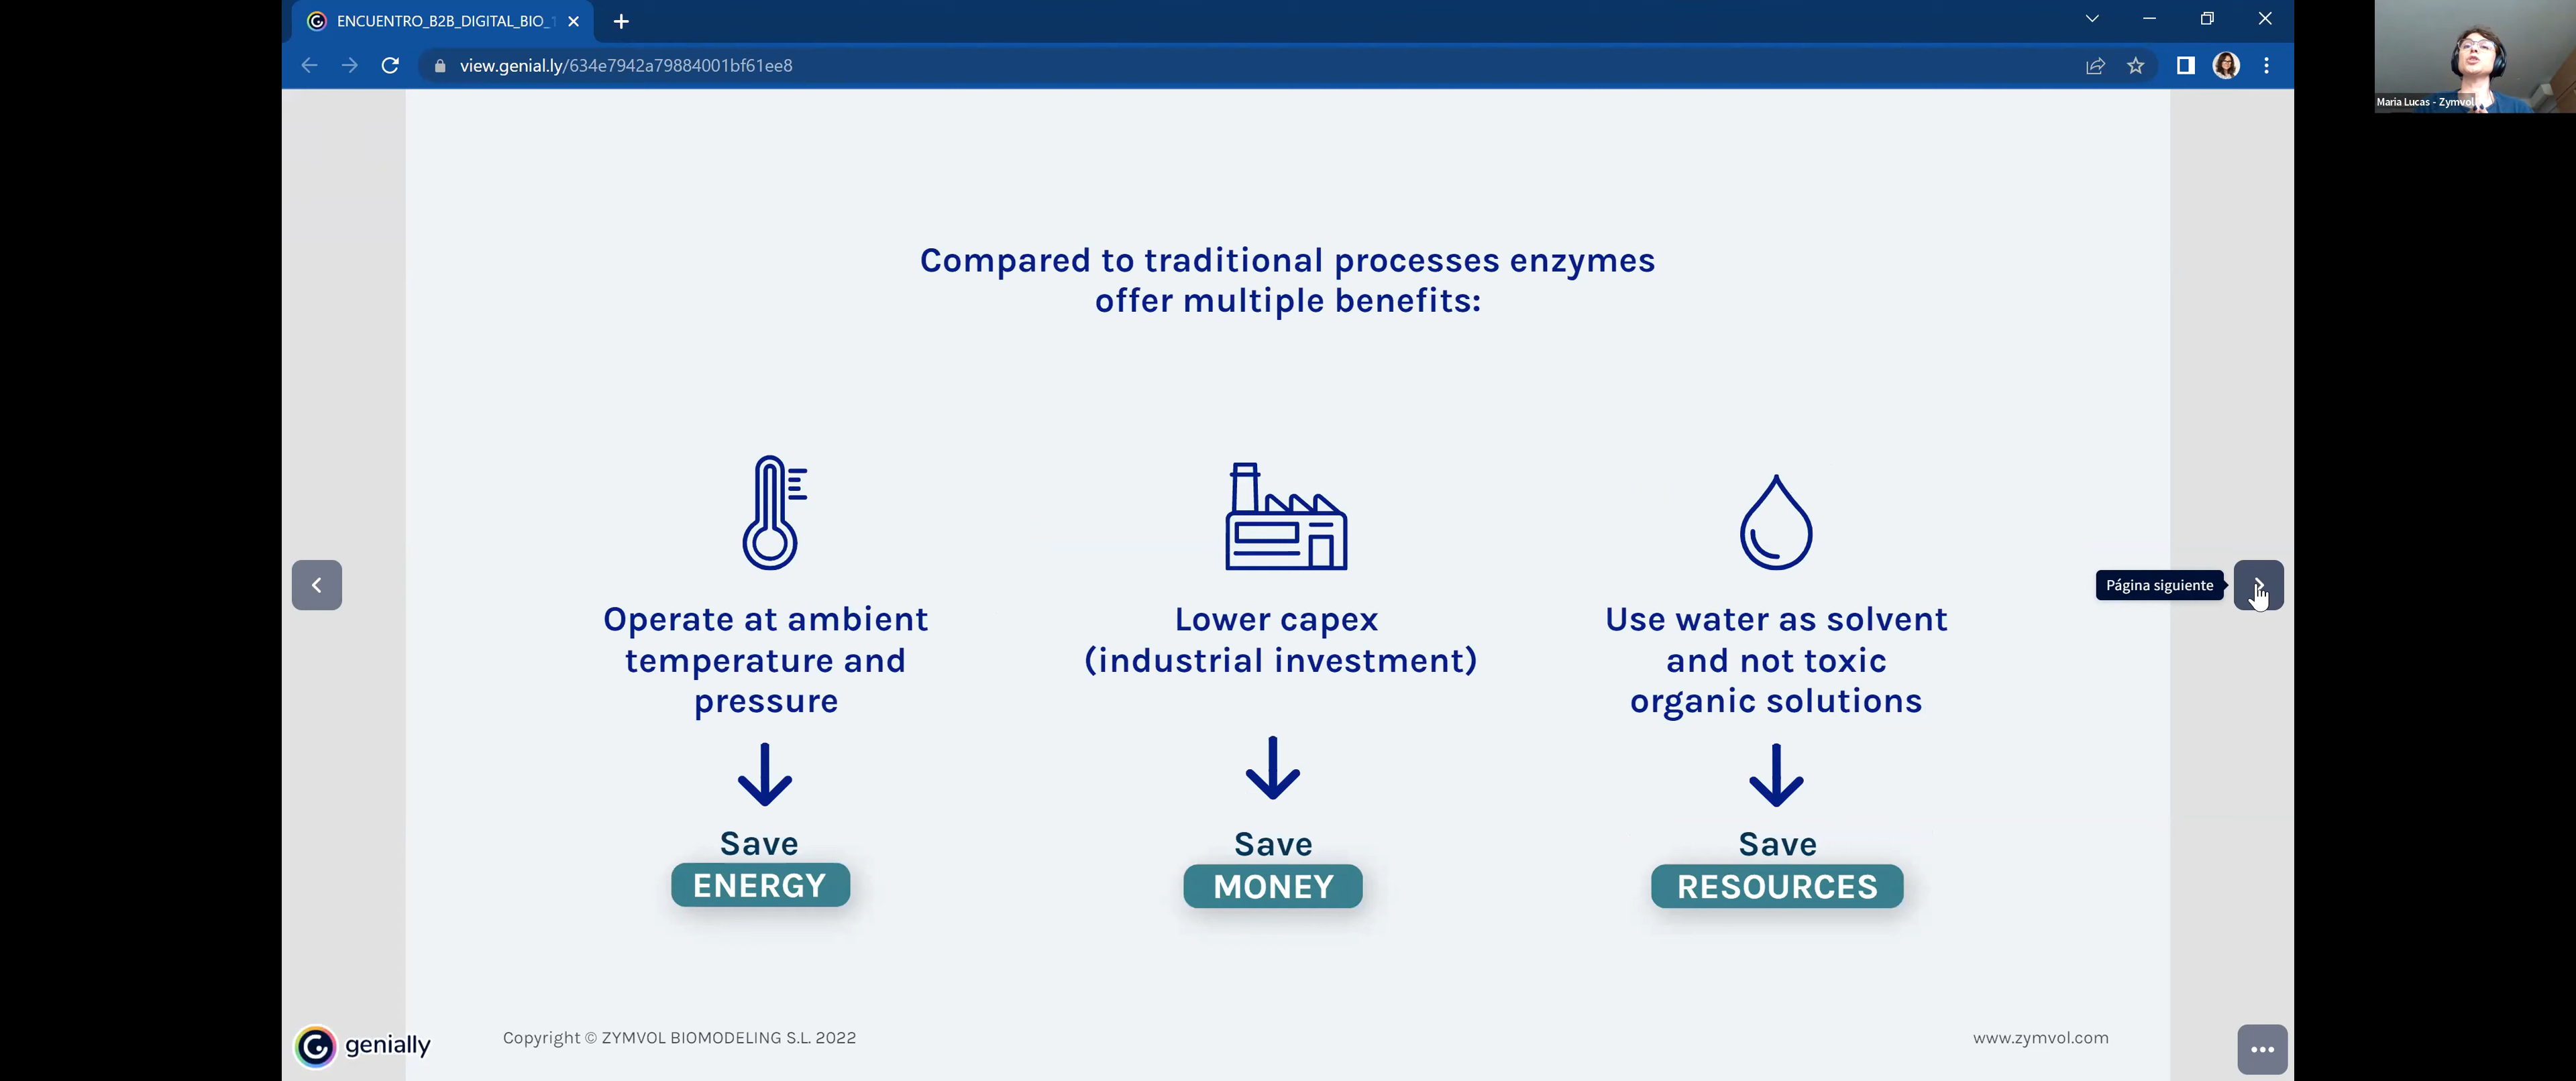 ENCUENTRO_B2B_DIGITAL_BIO_
view.genial.ly/634e7942a79884001bf61ee8
Maria Lucas - Zymvol
Compared to traditional processes enzymes
offer multiple benefits:
Operate at ambient
temperature and
pressure
Save
ENERGY
Lower capex
(industrial investment)
Save
MONEY
Use water as solvent
and not toxic
organic solutions
Save
RESOURCES
Página siguiente
genially
Copyright © ZYMVOL BIOMODELING S.L. 2022
www.zymvol.com